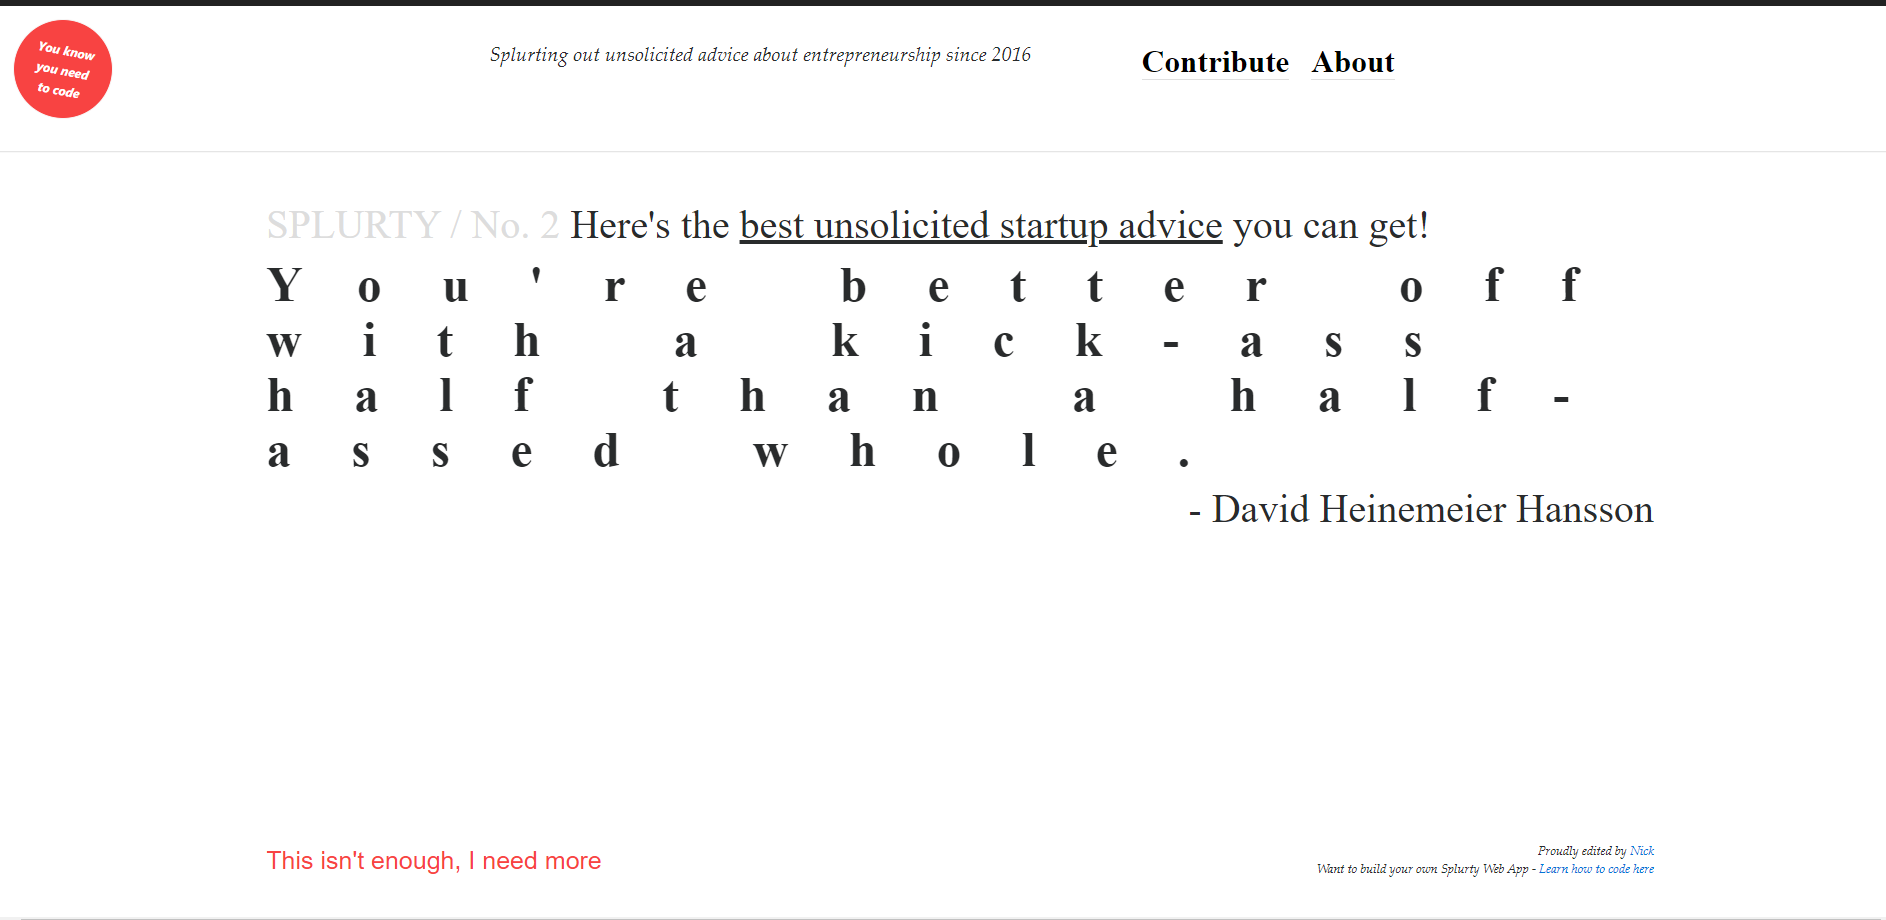 You know
you need
to code
Splurting out unsolicited advice about entrepreneurship since 2016
Contribute About
SPLURTY / No. 2 Here's the best unsolicited startup advice you can get!
You're better off
with a kick-ass
half than a half-
assed whole.
- David Heinemeier Hansson
This isn't enough, I need more
Proudly edited by Nick
Want to build your own Splurty Web App - Learn how to code here